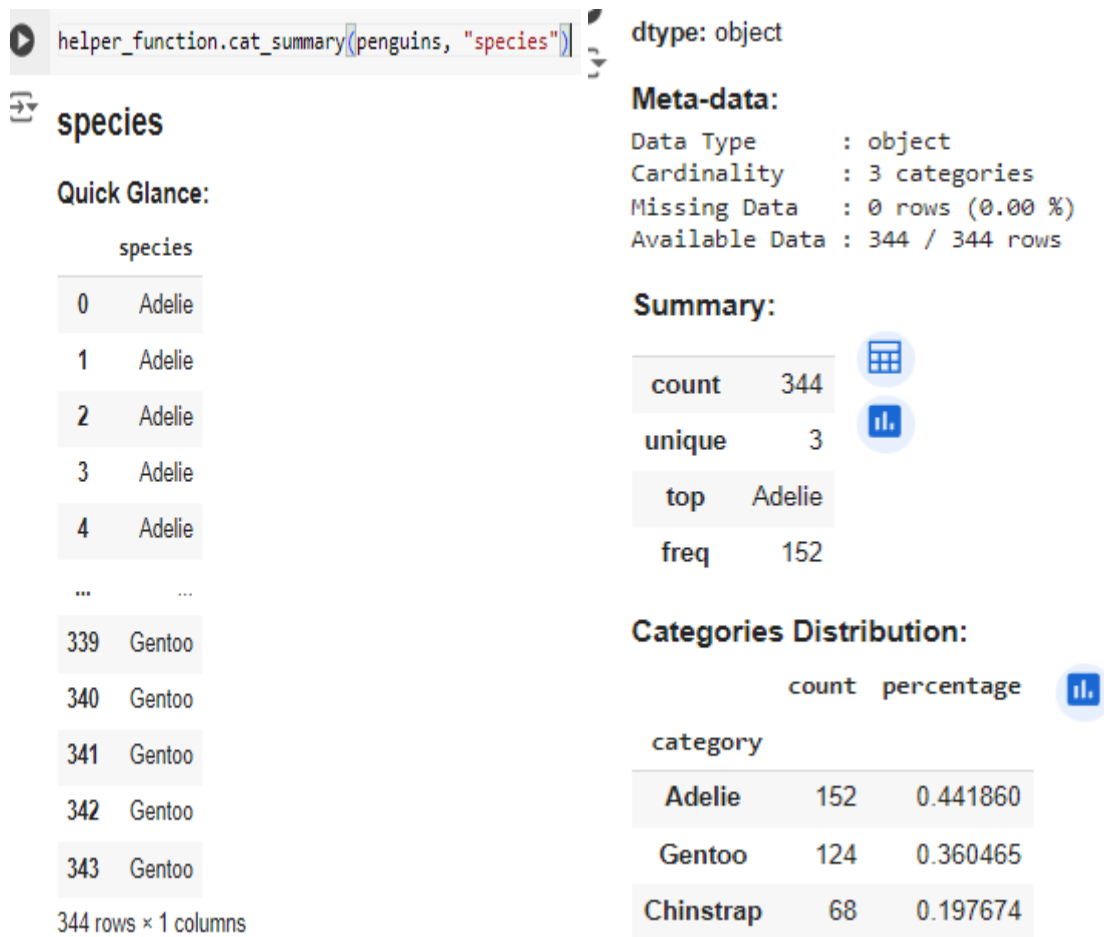 helper_function.cat_summary(penguins, "species")
species
Quick Glance:
species
0 Adelie
1 Adelie
2 Adelie
3 Adelie
4 Adelie
... ...
339 Gentoo
340 Gentoo
341 Gentoo
342 Gentoo
343 Gentoo
344 rows × 1 columns
dtype: object
Meta-data:
Data Type : object
Cardinality : 3 categories
Missing Data : 0 rows (0.00 %)
Available Data : 344 / 344 rows
Summary:
count 344
unique 3
top Adelie
freq 152
Categories Distribution:
count percentage
category
Adelie 152 0.441860
Gentoo 124 0.360465
Chinstrap 68 0.197674